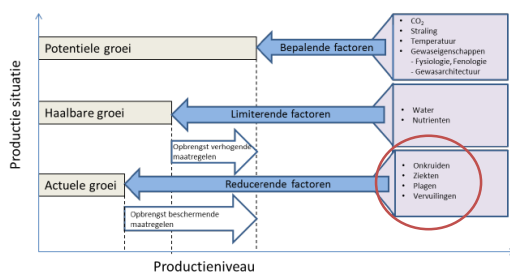 Productie situatie
Potentiele groei
Bepalende factoren
• CO₂
• Straling
• Temperatuur
• Gewaseigenschappen
- Fysiologie, Fenologie
- Gewasarchitectuur
Haalbare groei
Limiterende factoren
• Water
• Nutrienten
Opbrengst verhogende
maatregelen
Actuele groei
Reducerende factoren
• Onkruiden
• Ziekten
• Plagen
• Vervuilingen
Opbrengst beschermende
maatregelen
Productieniveau